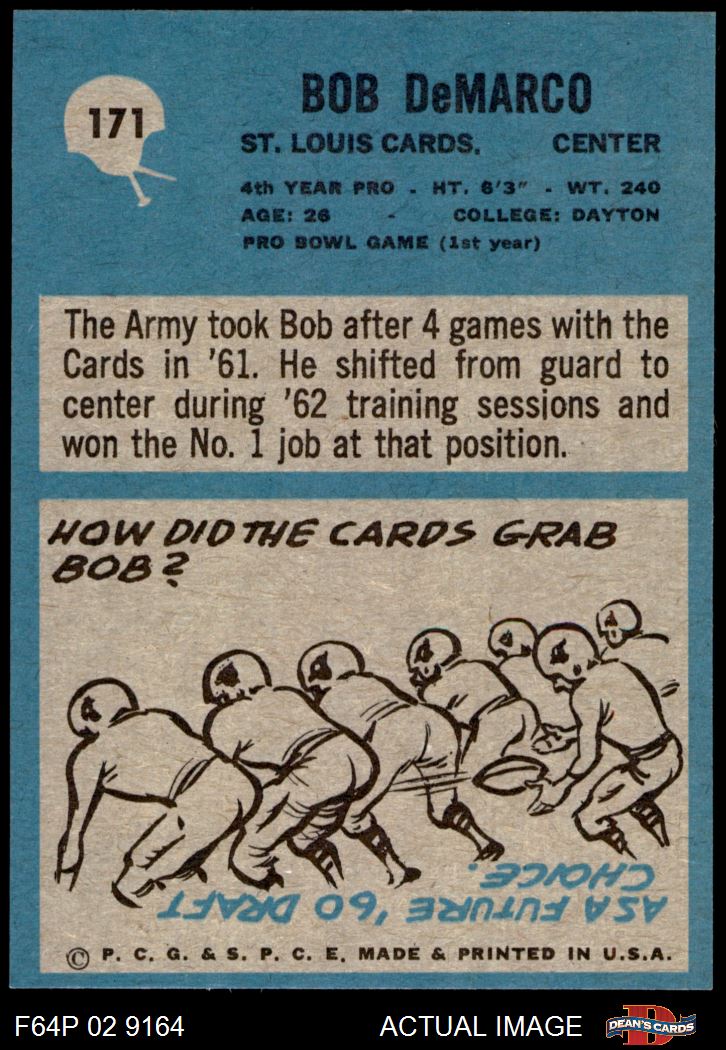 171
BOB DeMARCO
ST. LOUIS CARDS. CENTER
4th YEAR PRO - HT. 6'3" - WT. 240
AGE: 26 - COLLEGE: DAYTON
PRO BOWL GAME (1st year)
The Army took Bob after 4 games with the
Cards in '61. He shifted from guard to
center during '62 training sessions and
won the No. 1 job at that position.
HOW DID THE CARDS GRAB
BOB?
AS A FUTURE '60 DRAFT
CHOICE.
© P. C. G. & S. P. C. E. MADE & PRINTED IN U.S.A.
F64P 02 9164 ACTUAL IMAGE DEAN'S CARDS